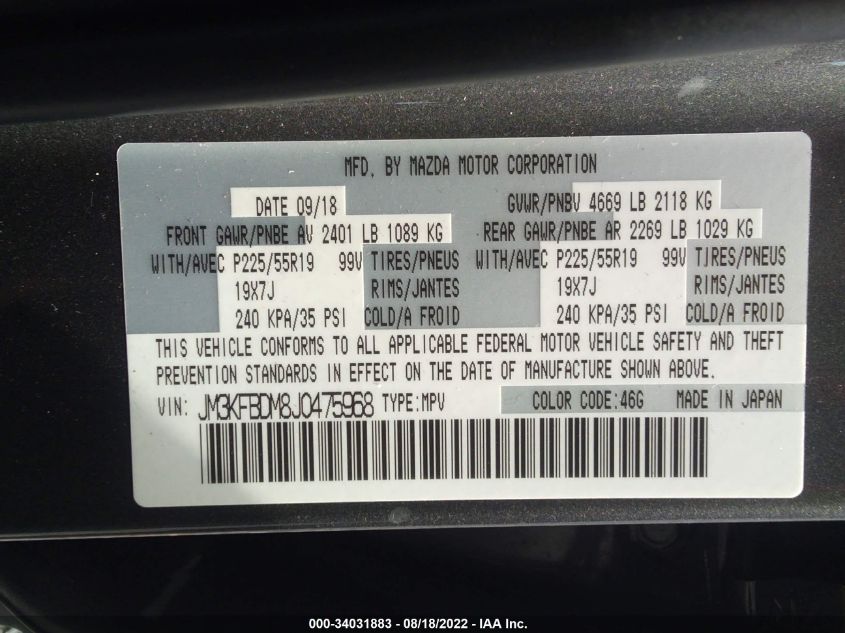 MFD. BY MAZDA MOTOR CORPORATION
DATE 09/18 GVWR/PNBV 4669 LB 2118 KG
FRONT GAWR/PNBE AV 2401 LB 1089 KG REAR GAWR/PNBE AR 2269 LB 1029 KG
WITH/AVEC P225/55R19 99V TIRES/PNEUS WITH/AVEC P225/55R19 99V TIRES/PNEUS
19X7J RIMS/JANTES 19X7J RIMS/JANTES
240 KPA/35 PSI COLD/A FROID 240 KPA/35 PSI COLD/A FROID
THIS VEHICLE CONFORMS TO ALL APPLICABLE FEDERAL MOTOR VEHICLE SAFETY AND THEFT
PREVENTION STANDARDS IN EFFECT ON THE DATE OF MANUFACTURE SHOWN ABOVE.
VIN: JM3KFBDM8J0475968 TYPE:MPV COLOR CODE:46G MADE IN JAPAN
000-34031883 - 08/18/2022 - IAA Inc.